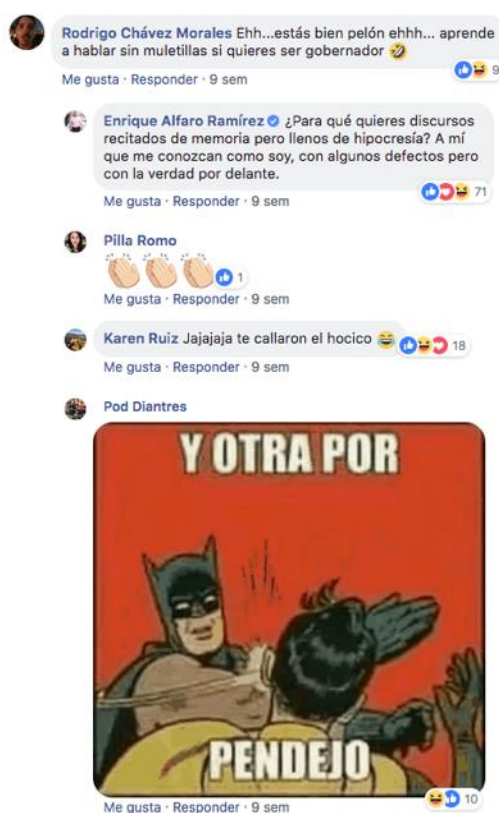 Rodrigo Chávez Morales Ehh...estás bien pelón ehhh... aprende
a hablar sin muletillas si quieres ser gobernador 🤣
9
Me gusta · Responder · 9 sem
Enrique Alfaro Ramírez ¿Para qué quieres discursos
recitados de memoria pero llenos de hipocresía? A mí
que me conozcan como soy, con algunos defectos pero
con la verdad por delante.
71
Me gusta · Responder · 9 sem
Pilla Romo
👏👏👏 1
Me gusta · Responder · 9 sem
Karen Ruiz Jajajaja te callaron el hocico 😂 18
Me gusta · Responder · 9 sem
Pod Diantres
Y OTRA POR
PENDEJO
10
Me gusta · Responder · 9 sem